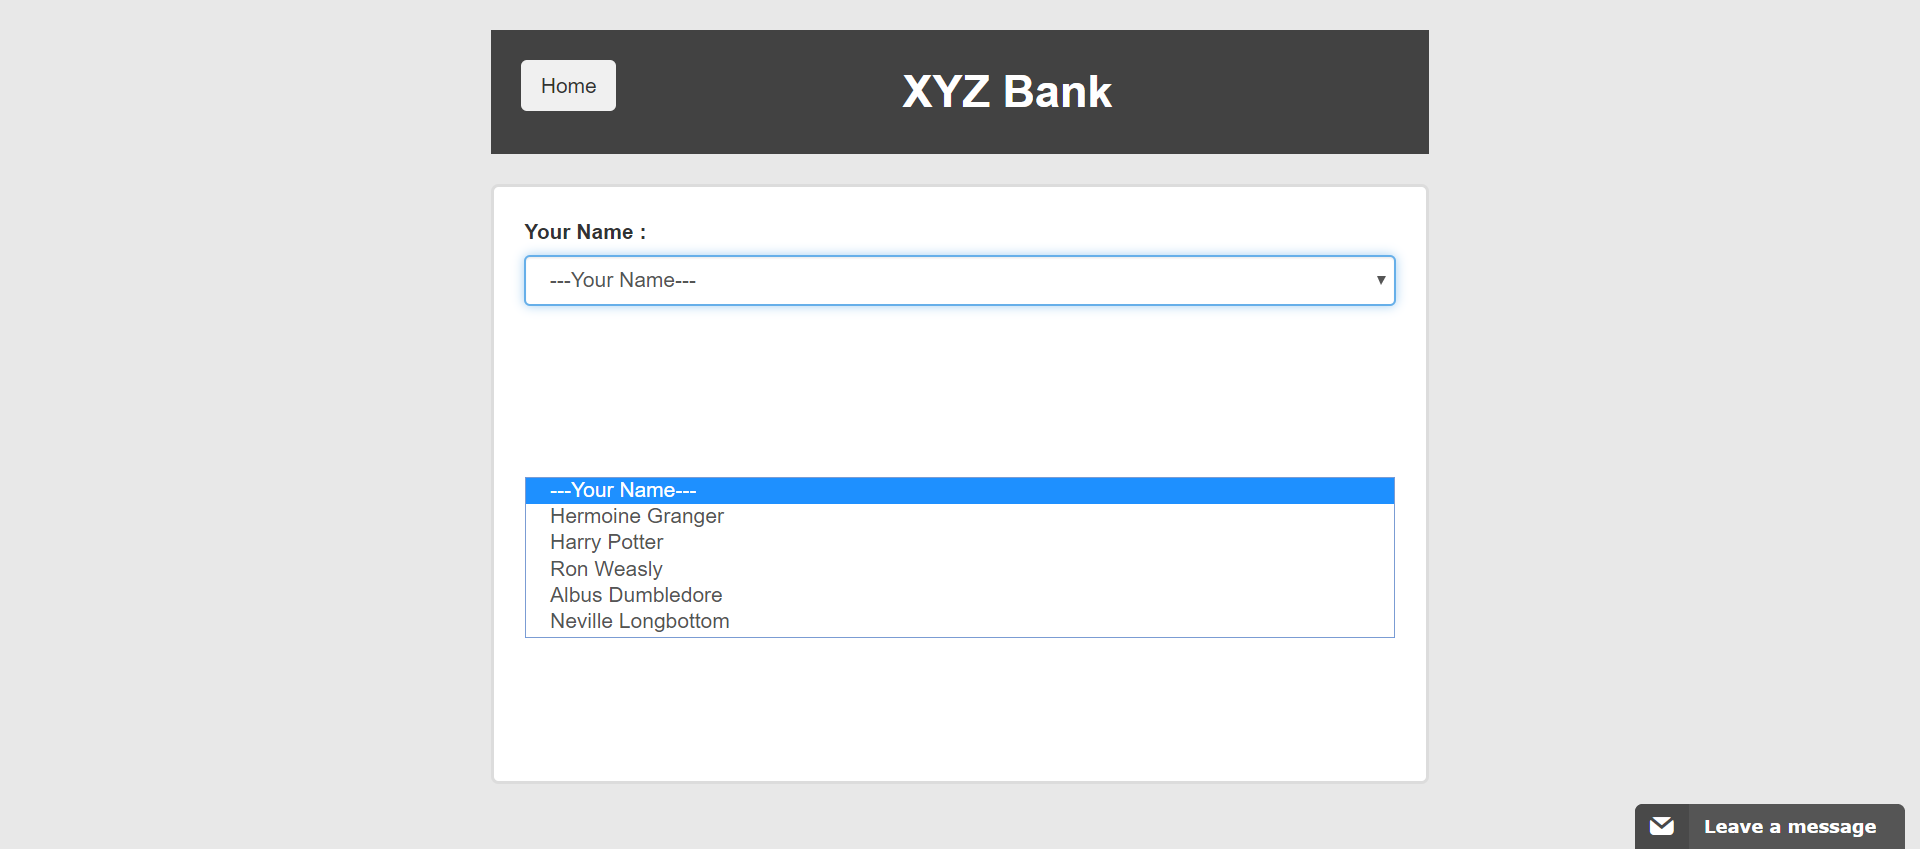 Home
XYZ Bank
Your Name :
---Your Name---
---Your Name---
Hermoine Granger
Harry Potter
Ron Weasly
Albus Dumbledore
Neville Longbottom
Leave a message